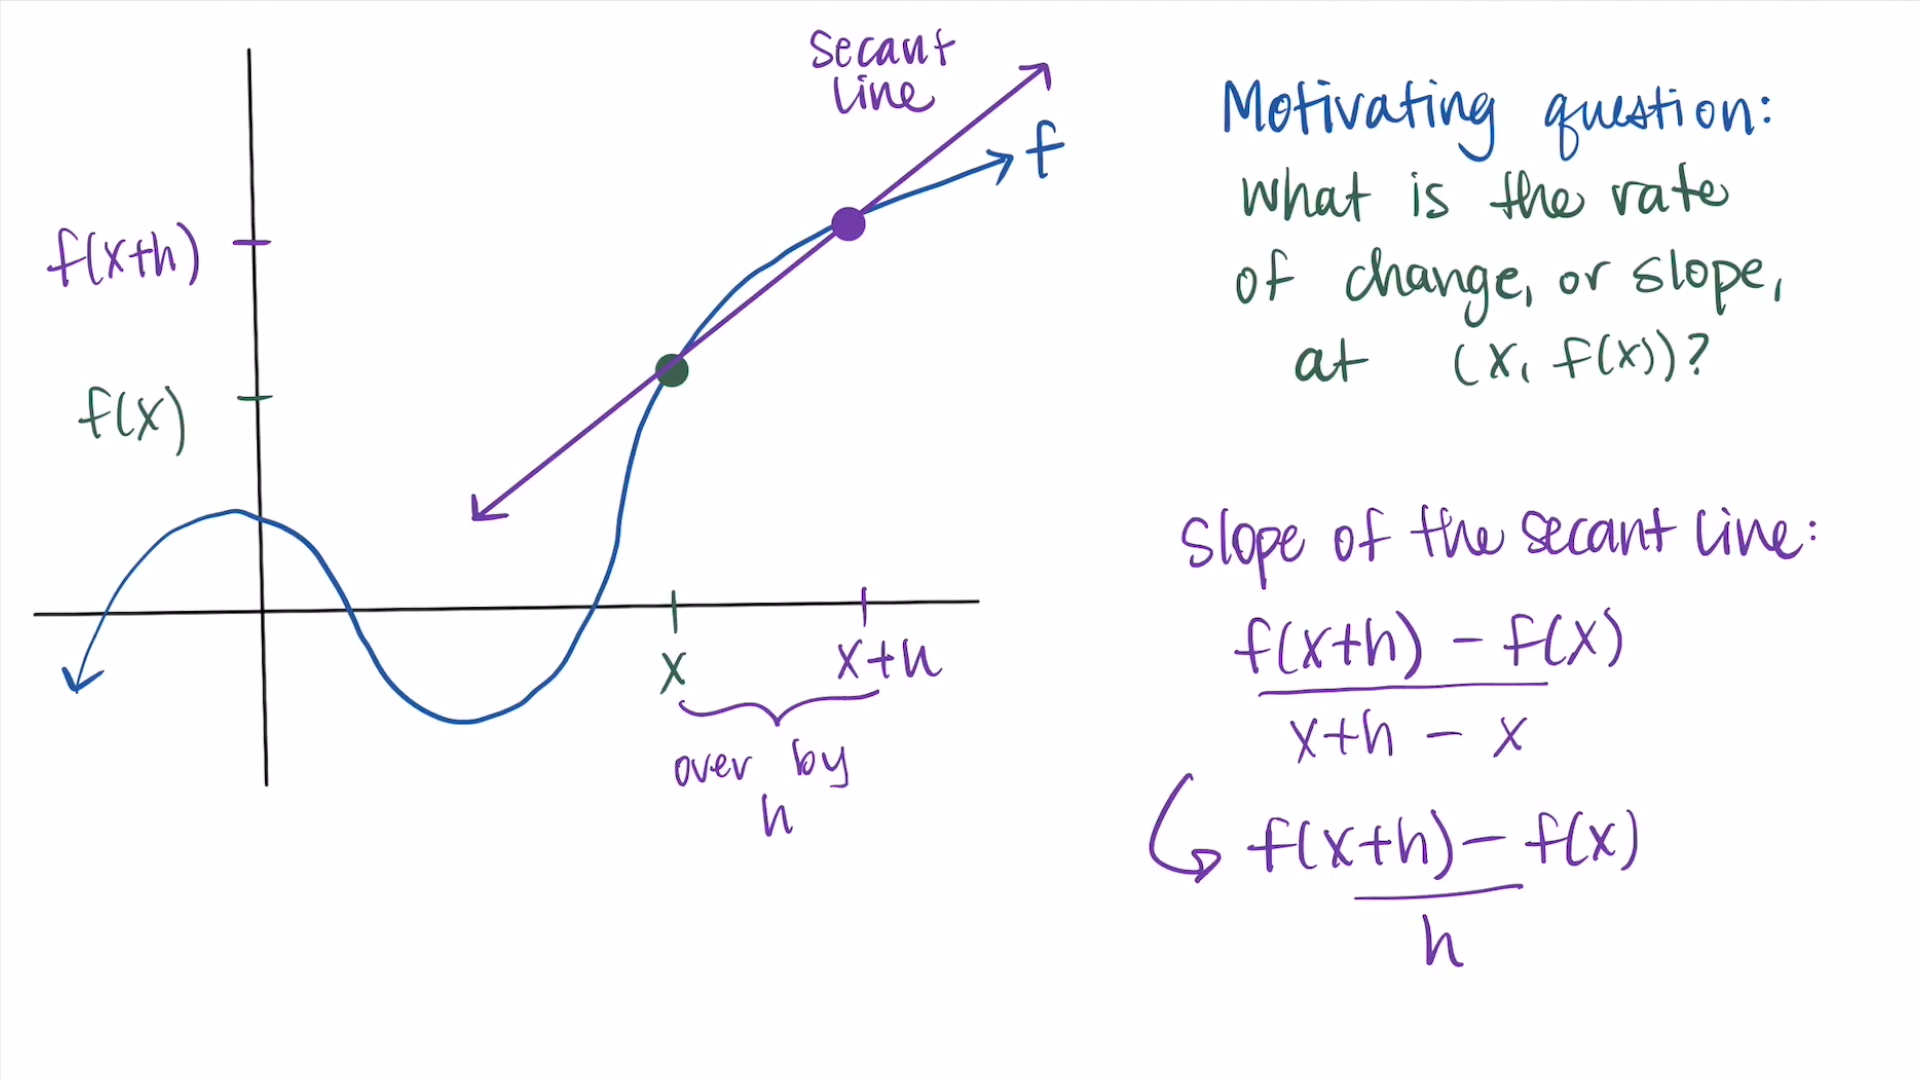 Secant
line
f
f(x+h)
f(x)
x
x+h
over by
h
Motivating question:
What is the rate
of change, or slope,
at (x, f(x))?
Slope of the secant line:
f(x+h) - f(x)
x+h - x
f(x+h) - f(x)
h